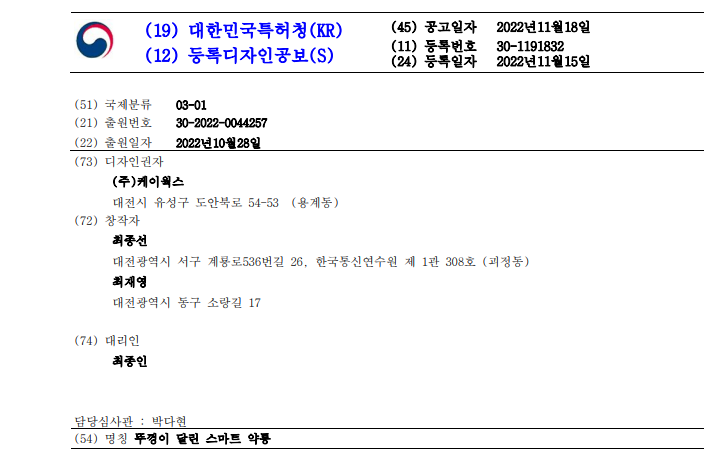 (19) 대한민국특허청(KR)
(12) 등록디자인공보(S)
(45) 공고일자 2022년11월18일
(11) 등록번호 30-1191832
(24) 등록일자 2022년11월15일
(51) 국제분류 03-01
(21) 출원번호 30-2022-0044257
(22) 출원일자 2022년10월28일
(73) 디자인권자
(주)케이웍스
대전시 유성구 도안북로 54-53 (용계동)
(72) 창작자
최종선
대전광역시 서구 계룡로536번길 26, 한국통신연수원 제 1관 308호 (괴정동)
최재영
대전광역시 동구 소랑길 17
(74) 대리인
최종인
담당심사관 : 박다현
(54) 명칭 뚜껑이 달린 스마트 약통